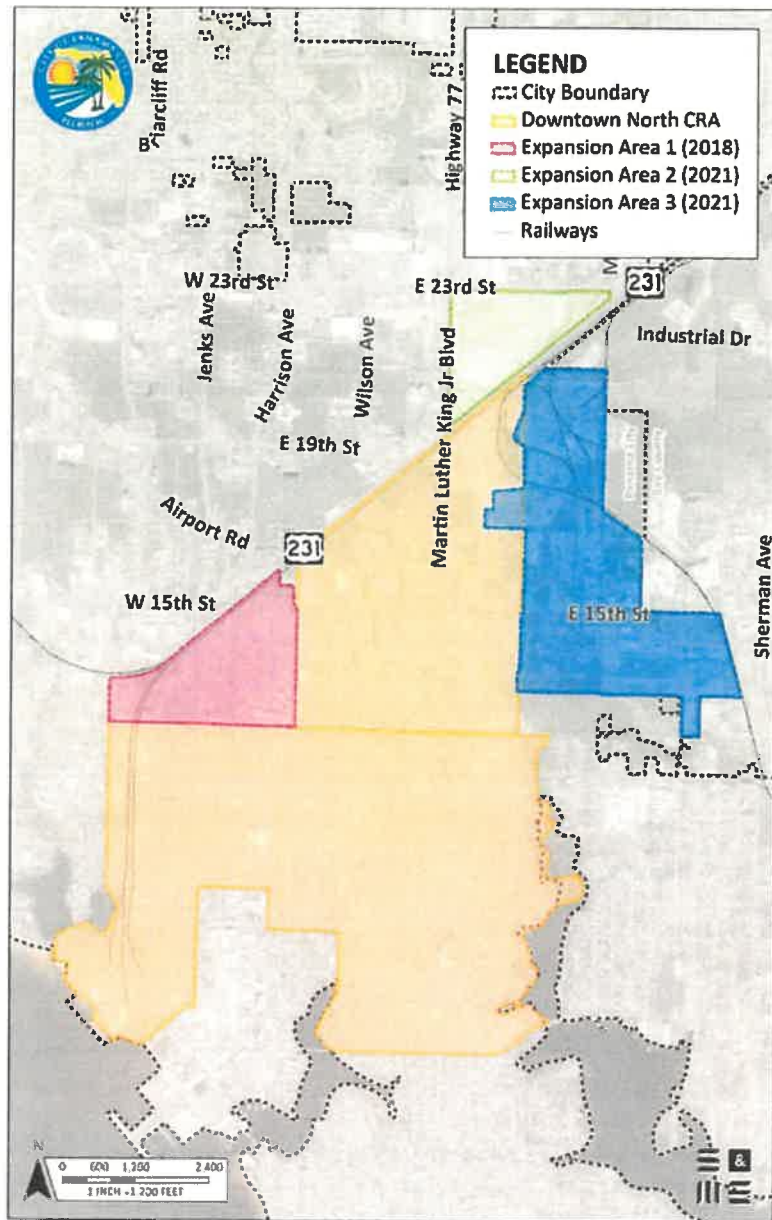 LEGEND
City Boundary
Downtown North CRA
Expansion Area 1 (2018)
Expansion Area 2 (2021)
Expansion Area 3 (2021)
Railways
Highway 77
W 23rd St
E 23rd St
231
M
Industrial Dr
Jenks Ave
Harrison Ave
Wilson Ave
Martin Luther King Jr Blvd
E 19th St
Airport Rd
231
W 15th St
E 15th St
Sherman Ave
N
0 600 1,200 2,400
1 INCH = 1,200 FEET
&